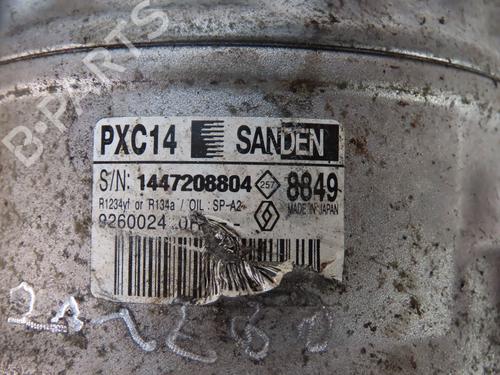 B-PARTS
PXC14 SANDEN
S/N: 1447208804 257 8849
R1234yf or R134a / OIL : SP-A2 MADE IN JAPAN
9260024